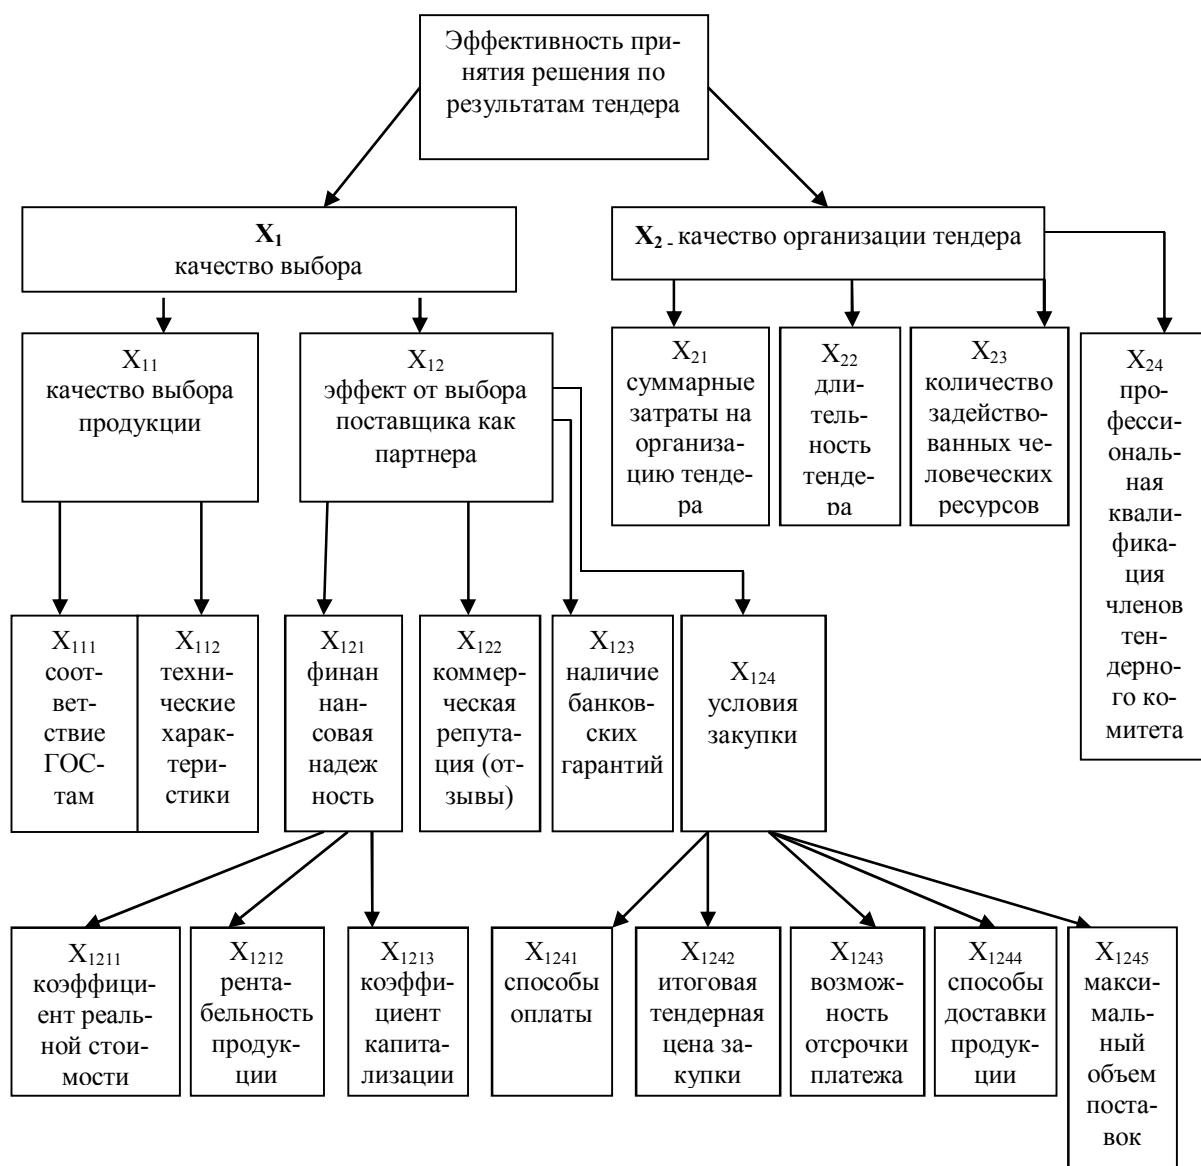 Эффективность при-
нятия решения по
результатам тендера
X1
качество выбора
X2 - качество организации тендера
X11
качество выбора
продукции
X12
эффект от выбора
поставщика как
партнера
X21
суммарные
затраты на
организа-
цию тенде-
ра
X22
дли-
тель-
ность
тенде-
ра
X23
количество
задейство-
ванных че-
ловеческих
ресурсов
X24
про-
фесси-
ональ-
ная
квали-
фика-
ция
членов
тен-
дерно-
го ко-
митета
X111
соот-
вет-
ствие
ГОС-
там
X112
техни-
ческие
харак-
тери-
стики
X121
финан
нан-
совая
надеж
ность
X122
коммер-
ческая
репута-
ция (от-
зывы)
X123
наличие
банков-
ских
гарантий
X124
условия
закупки
X1211
коэффици
ент реаль-
ной стои-
мости
X1212
рента-
бельность
продук-
ции
X1213
коэффи-
циент
капита-
лизации
X1241
способы
оплаты
X1242
итоговая
тендерная
цена за-
купки
X1243
возмож-
ность
отсрочки
платежа
X1244
способы
доставки
продук-
ции
X1245
макси-
маль-
ный
объем
поста-
вок